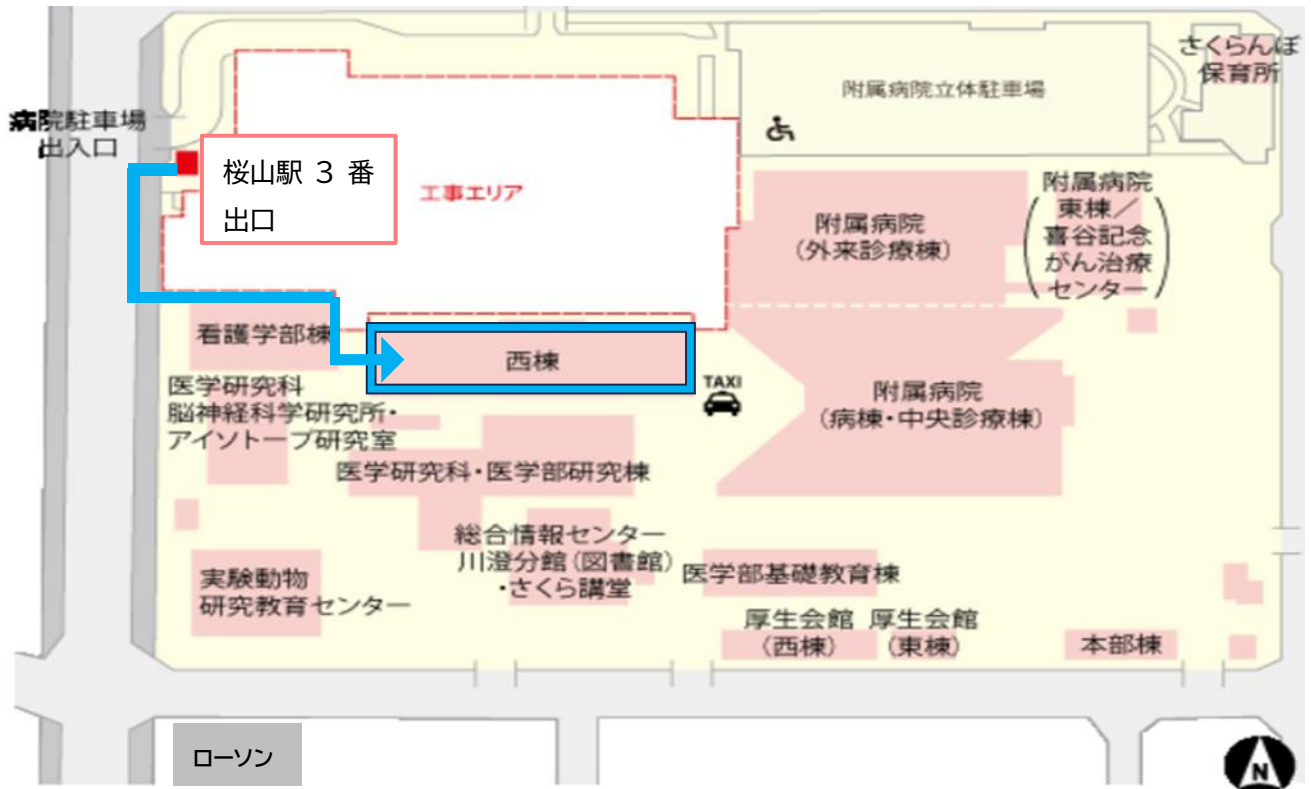 さくらんぼ
保育所
附属病院立体駐車場
病院駐車場
出入口
桜山駅 3 番
出口
工事エリア
附属病院
(外来診療棟)
附属病院
東棟/
喜谷記念
がん治療
センター
看護学部棟
西棟
TAXI
医学研究科
脳神経科学研究所・
アイソトープ研究室
附属病院
(病棟・中央診療棟)
医学研究科・医学部研究棟
総合情報センター
川澄分館(図書館)
・さくら講堂
医学部基礎教育棟
実験動物
研究教育センター
厚生会館
(西棟)
厚生会館
(東棟)
本部棟
ローソン
N